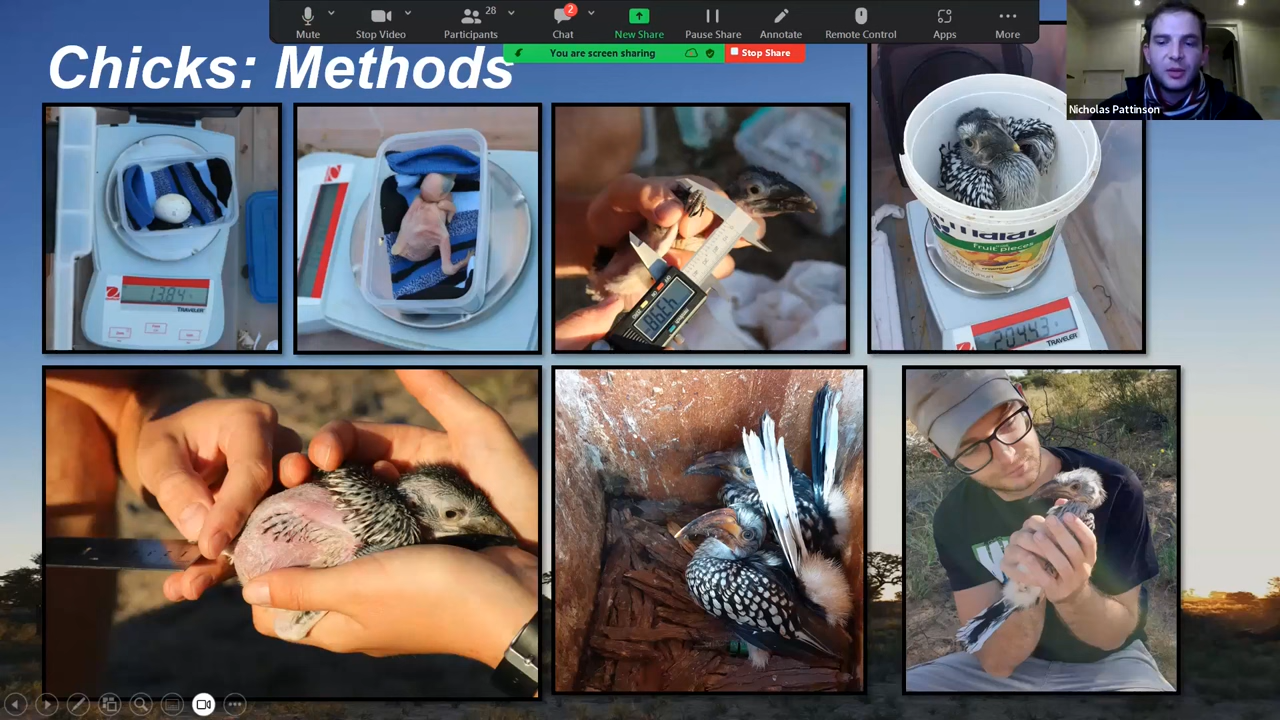 Mute
Stop Video
Participants
28
Chat
2
New Share
Pause Share
Annotate
Remote Control
Apps
More
You are screen sharing
Stop Share
Nicholas Pattinson
Chicks: Methods
13.84
TRAVELER
fruit pieces
204.43
TRAVELER